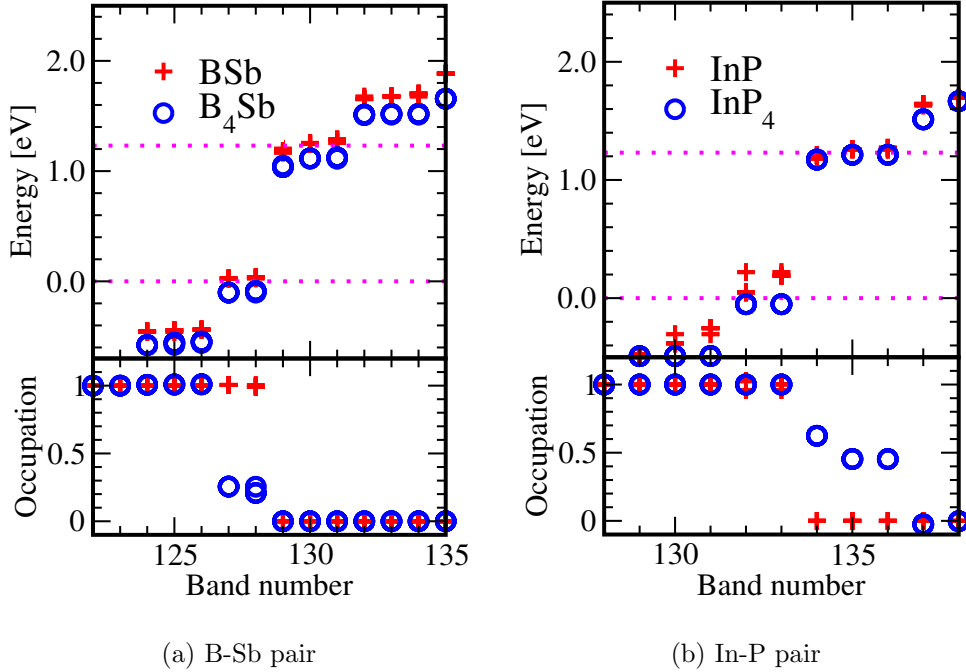 BSb
B4Sb
2.0
1.0
0.0
Energy [eV]
1
0.5
0
Occupation
125 130 135
Band number
(a) B-Sb pair
InP
InP4
2.0
1.0
0.0
Energy [eV]
1
0.5
0
Occupation
130 135
Band number
(b) In-P pair